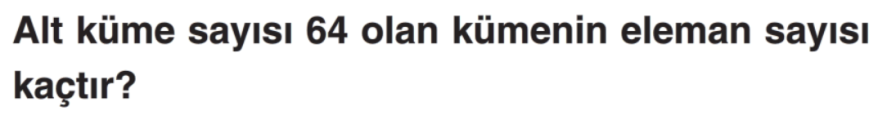 Alt küme sayısı 64 olan kümenin eleman sayısı
kaçtır?